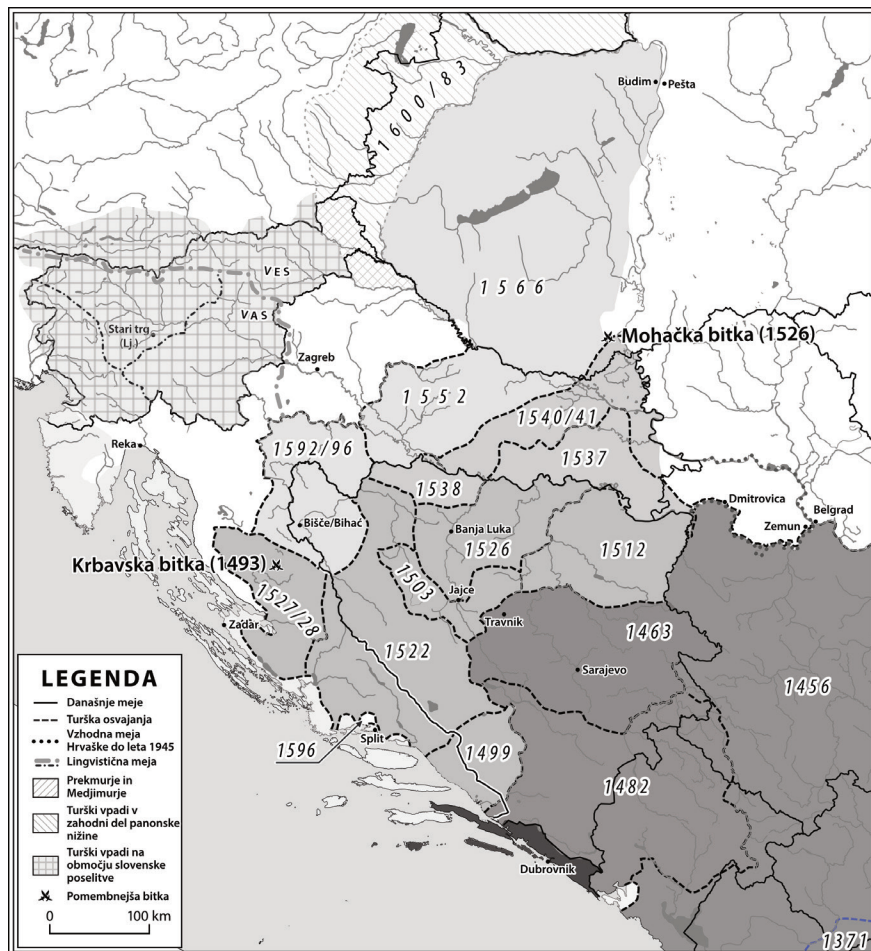 Budim
Pešta
1600/83
1566
VES
VAS
Stari trg
(Lj.)
Mohačka bitka (1526)
Zagreb
1552
1540/41
1592/96
1537
Reka
1538
Dmitrovica
Belgrad
Zemun
Bišče/Bihać
Banja Luka
1526
1512
Krbavska bitka (1493)
1503
Jajce
1527/28
Travnik
Zadar
1463
1522
Sarajevo
1456
1596
Split
1499
1482
Dubrovnik
1371
LEGENDA
Današnje meje
Turška osvajanja
Vzhodna meja
Hrvaške do leta 1945
Lingvistična meja
Prekmurje in
Medjimurje
Turški vpadi v
zahodni del panonske
nižine
Turški vpadi na
območju slovenske
poselitve
Pomembnejša bitka
0 100 km